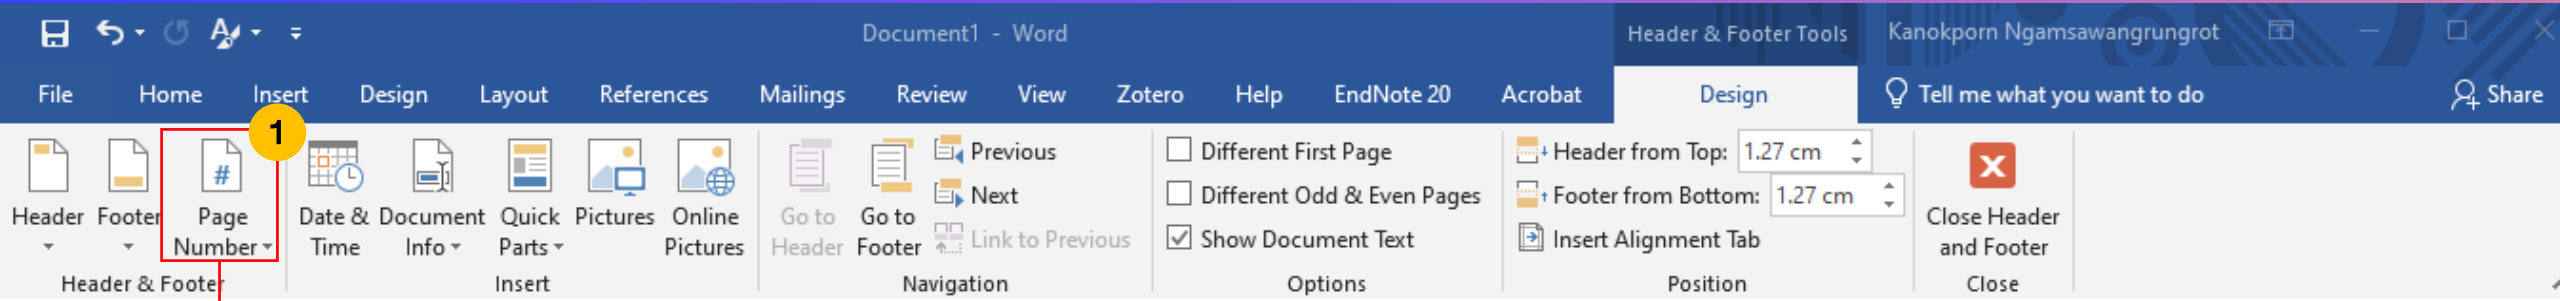 Document1 - Word
Header & Footer Tools
Kanokporn Ngamsawangrungrot
File Home Insert Design Layout References Mailings Review View Zotero Help EndNote 20 Acrobat Design Tell me what you want to do Share
1
Header
Footer
Page
Number
#
Header & Footer
Date &
Time
Document
Info
Quick
Parts
Pictures
Online
Pictures
Insert
Go to
Header
Go to
Footer
Previous
Next
Link to Previous
Navigation
Different First Page
Different Odd & Even Pages
Show Document Text
Options
Header from Top: 1.27 cm
Footer from Bottom: 1.27 cm
Insert Alignment Tab
Position
Close Header
and Footer
Close